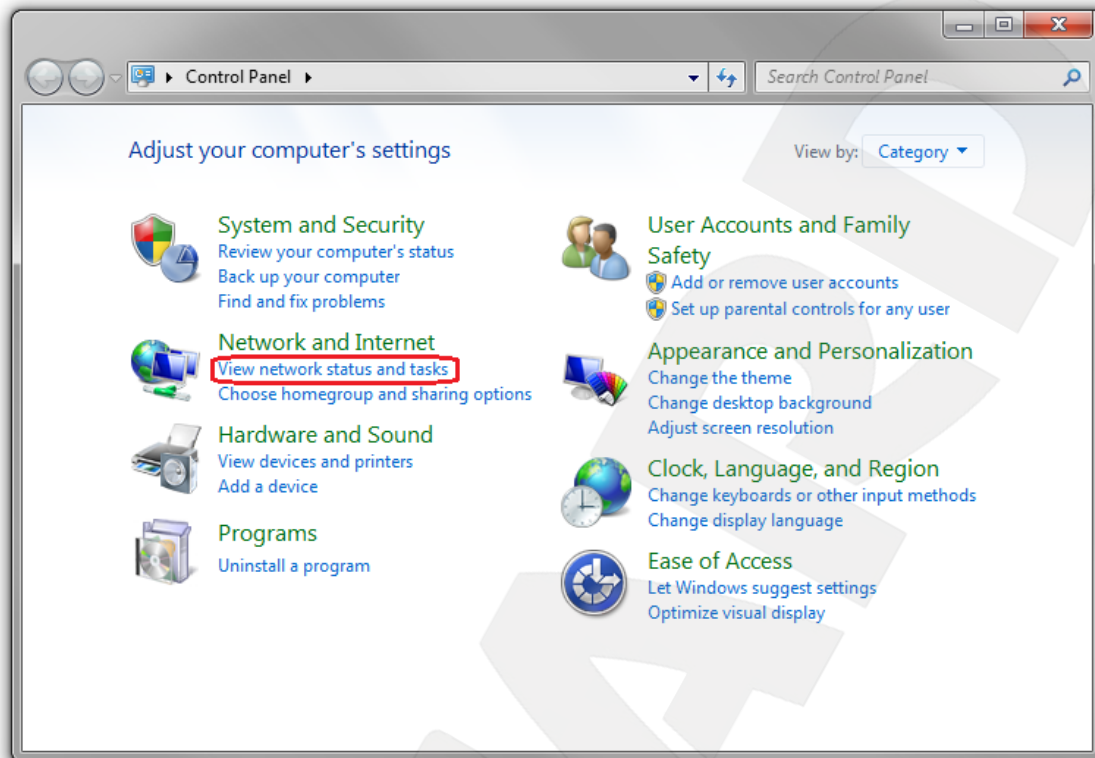 Control Panel
Search Control Panel
Adjust your computer's settings
View by: Category
System and Security
Review your computer's status
Back up your computer
Find and fix problems
Network and Internet
View network status and tasks
Choose homegroup and sharing options
Hardware and Sound
View devices and printers
Add a device
Programs
Uninstall a program
User Accounts and Family
Safety
Add or remove user accounts
Set up parental controls for any user
Appearance and Personalization
Change the theme
Change desktop background
Adjust screen resolution
Clock, Language, and Region
Change keyboards or other input methods
Change display language
Ease of Access
Let Windows suggest settings
Optimize visual display